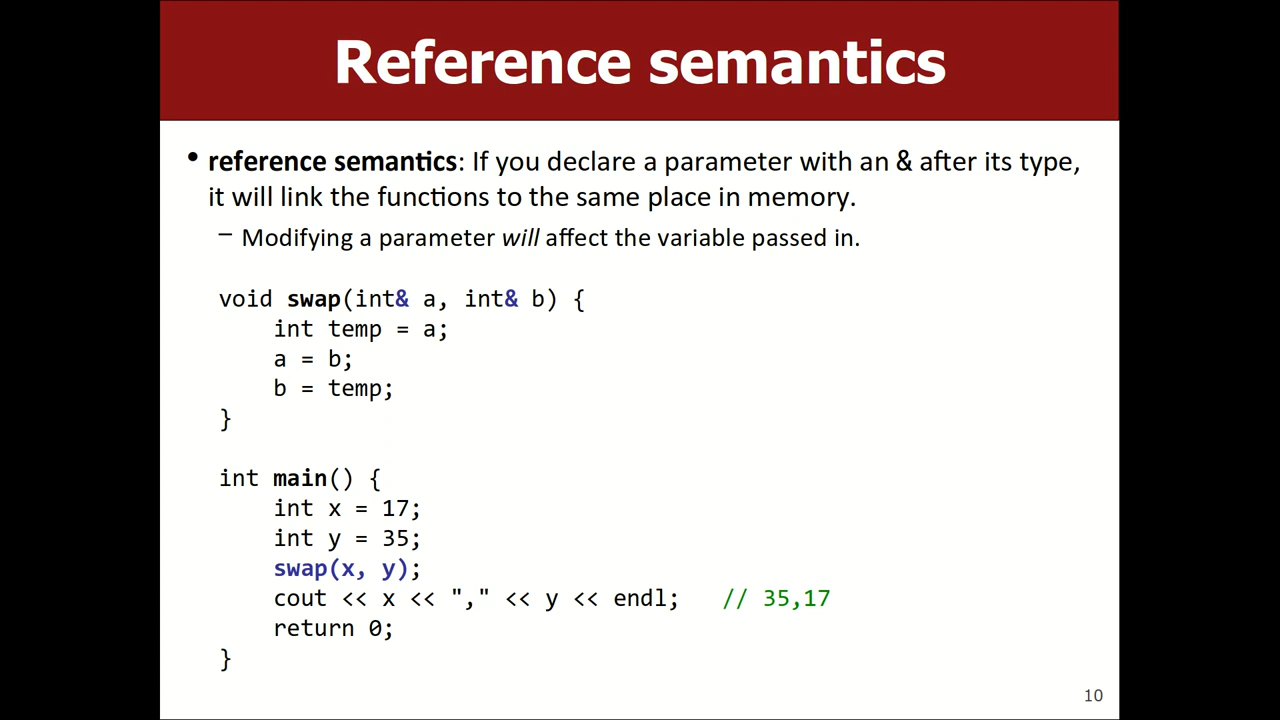 Reference semantics
• reference semantics: If you declare a parameter with an & after its type,
it will link the functions to the same place in memory.
– Modifying a parameter will affect the variable passed in.
void swap(int& a, int& b) {
    int temp = a;
    a = b;
    b = temp;
}
int main() {
    int x = 17;
    int y = 35;
    swap(x, y);
    cout << x << "," << y << endl;   // 35,17
    return 0;
}
10